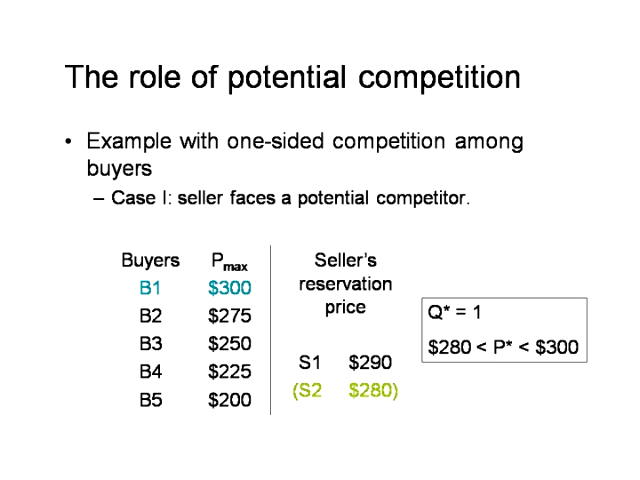 The role of potential competition
• Example with one-sided competition among
buyers
– Case I: seller faces a potential competitor.
Buyers Pmax
B1 $300
B2 $275
B3 $250
B4 $225
B5 $200
Seller's
reservation
price
S1 $290
(S2 $280)
Q* = 1
$280 < P* < $300